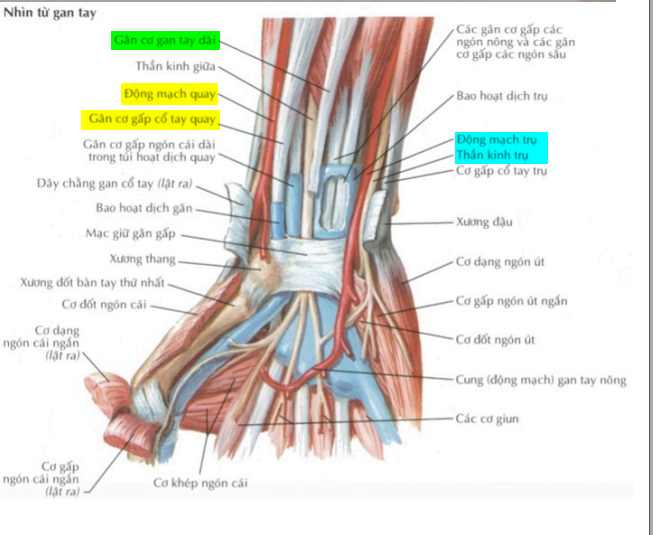 Nhìn từ gan tay
Gân cơ gan tay dài
Thần kinh giữa
Động mạch quay
Gân cơ gấp cổ tay quay
Gân cơ gấp ngón cái dài
trong túi hoạt dịch quay
Dây chằng gan cổ tay (lật ra)
Bao hoạt dịch gân
Mạc giữ gân gấp
Xương thang
Xương đốt bàn tay thứ nhất
Cơ đốt ngón cái
Cơ dạng
ngón cái ngắn
(lật ra)
Cơ gấp
ngón cái ngắn
(lật ra)
Cơ khép ngón cái
Các gân cơ gấp các
ngón nông và các gân
cơ gấp các ngón sâu
Bao hoạt dịch trụ
Động mạch trụ
Thần kinh trụ
Cơ gấp cổ tay trụ
Xương đậu
Cơ dạng ngón út
Cơ gấp ngón út ngắn
Cơ đốt ngón út
Cung (động mạch) gan tay nông
Các cơ giun